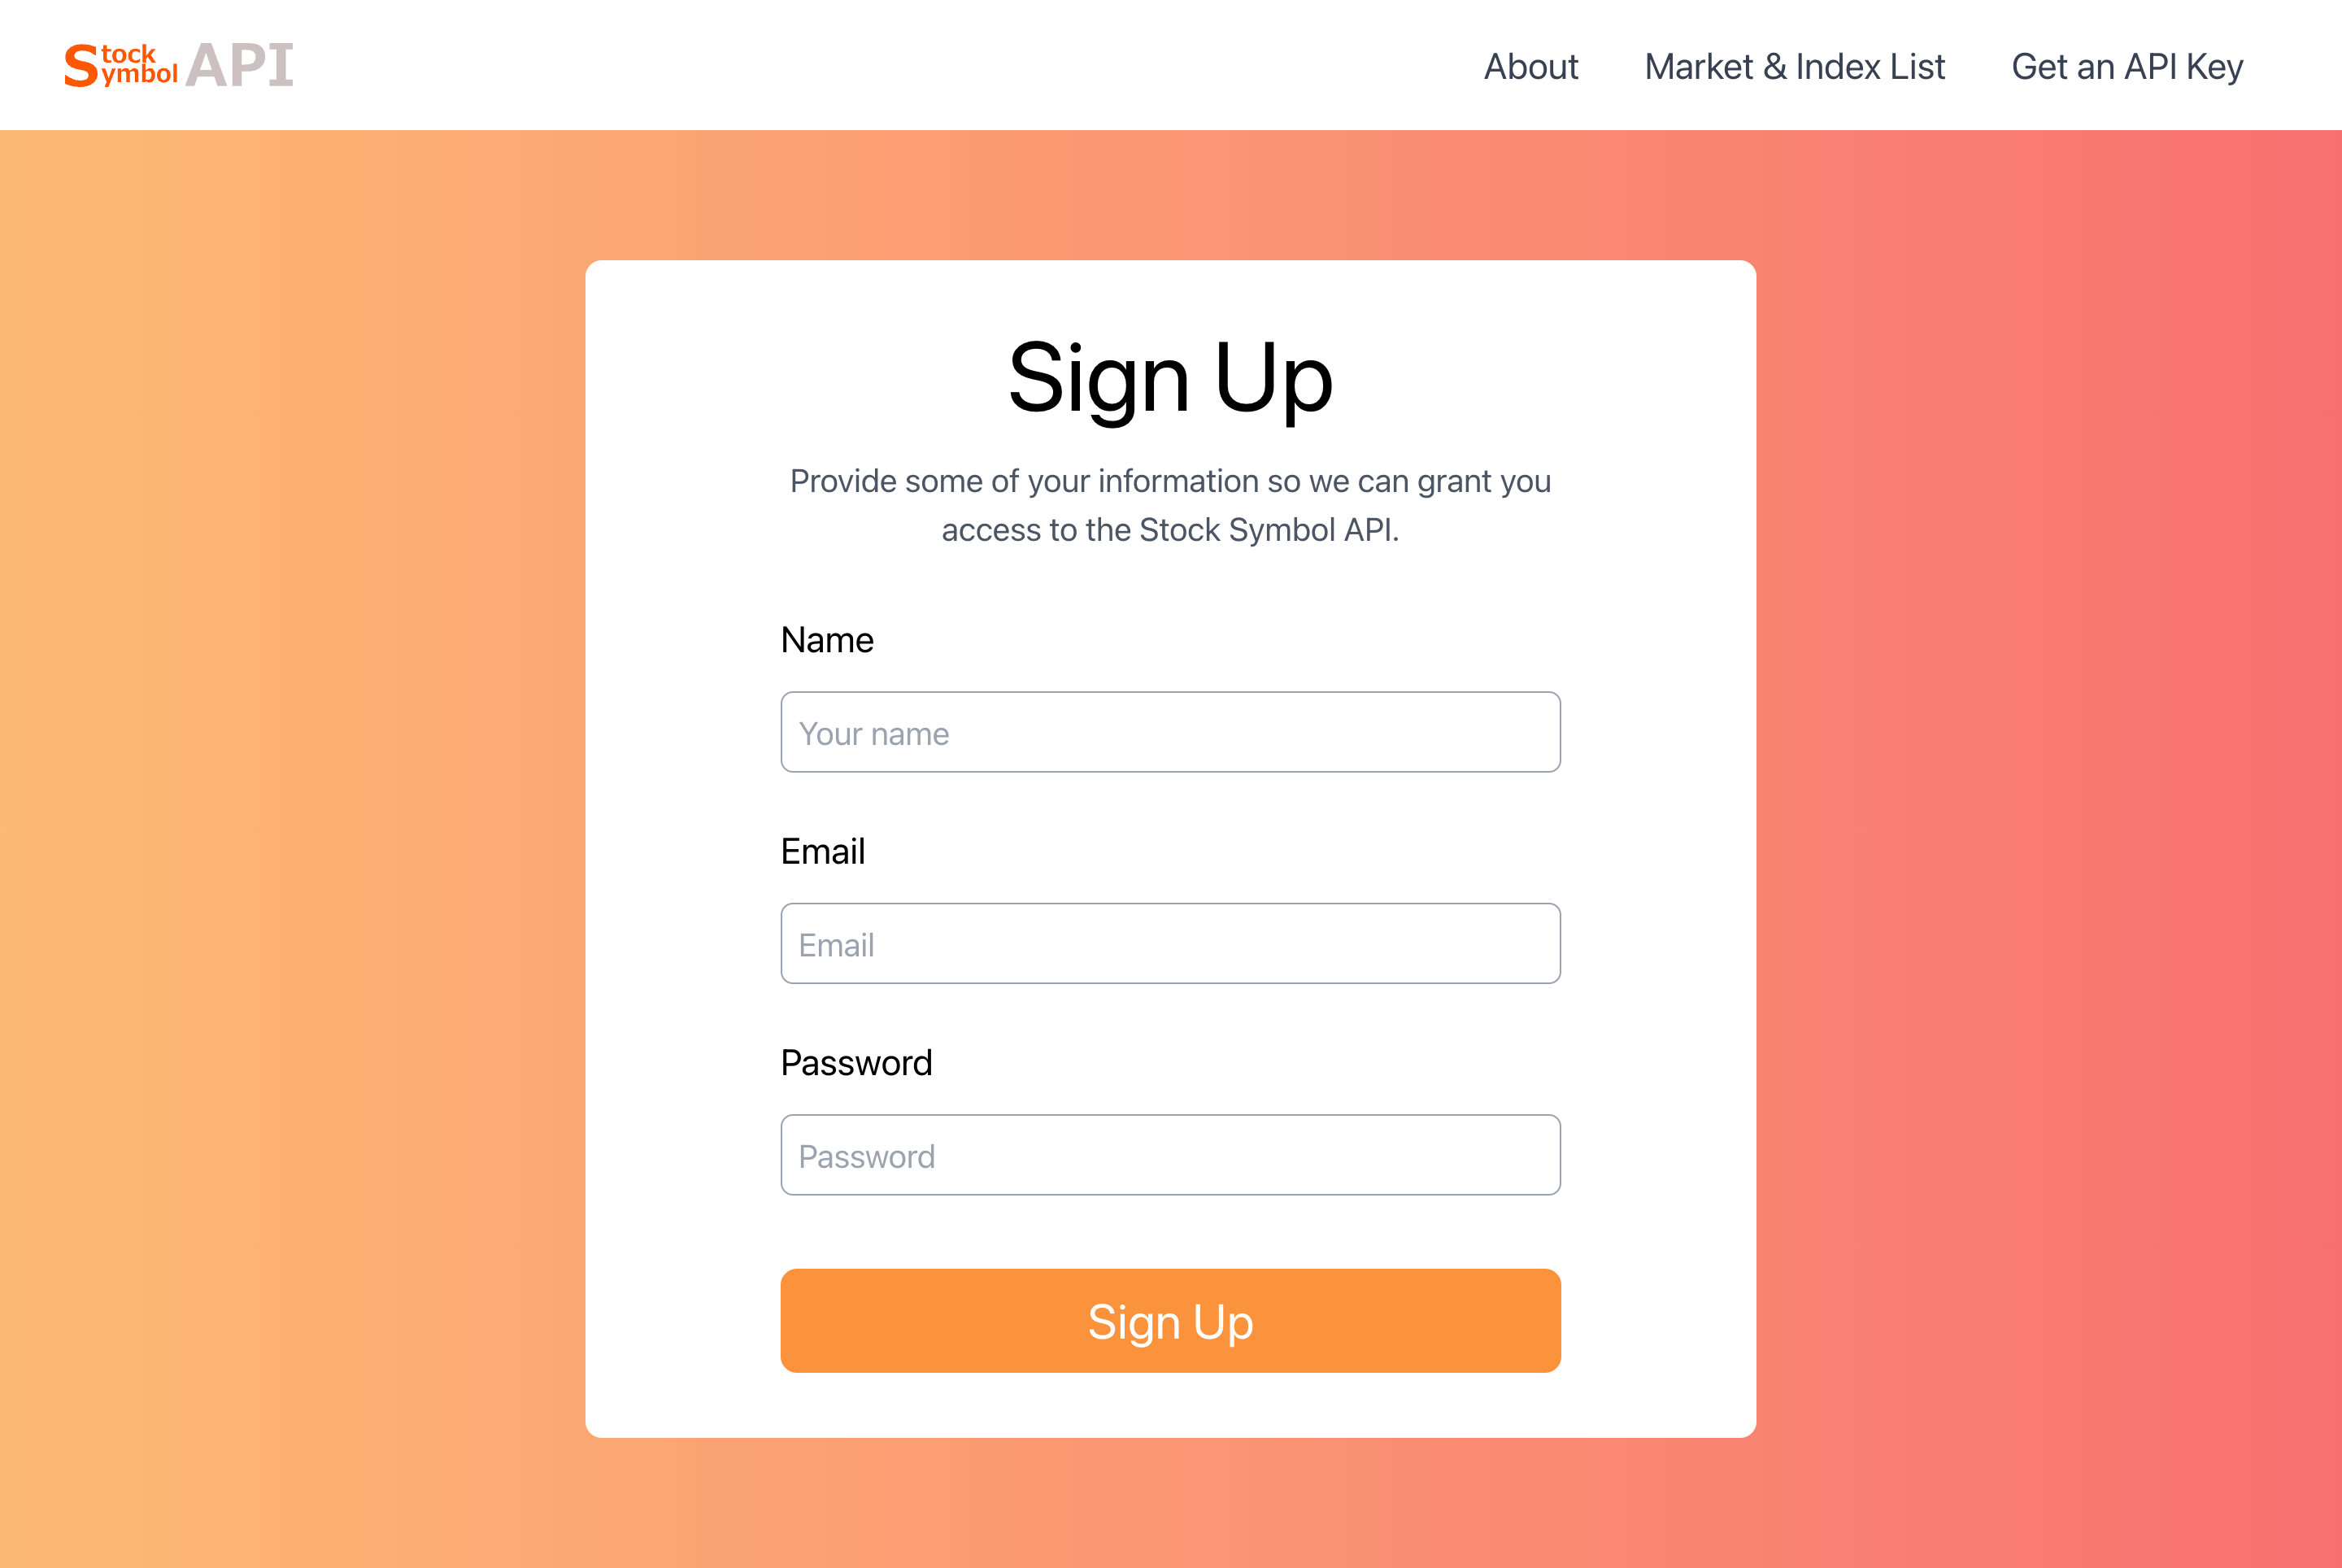 Stock Symbol API
About
Market & Index List
Get an API Key
Sign Up
Provide some of your information so we can grant you
access to the Stock Symbol API.
Name
Your name
Email
Email
Password
Password
Sign Up